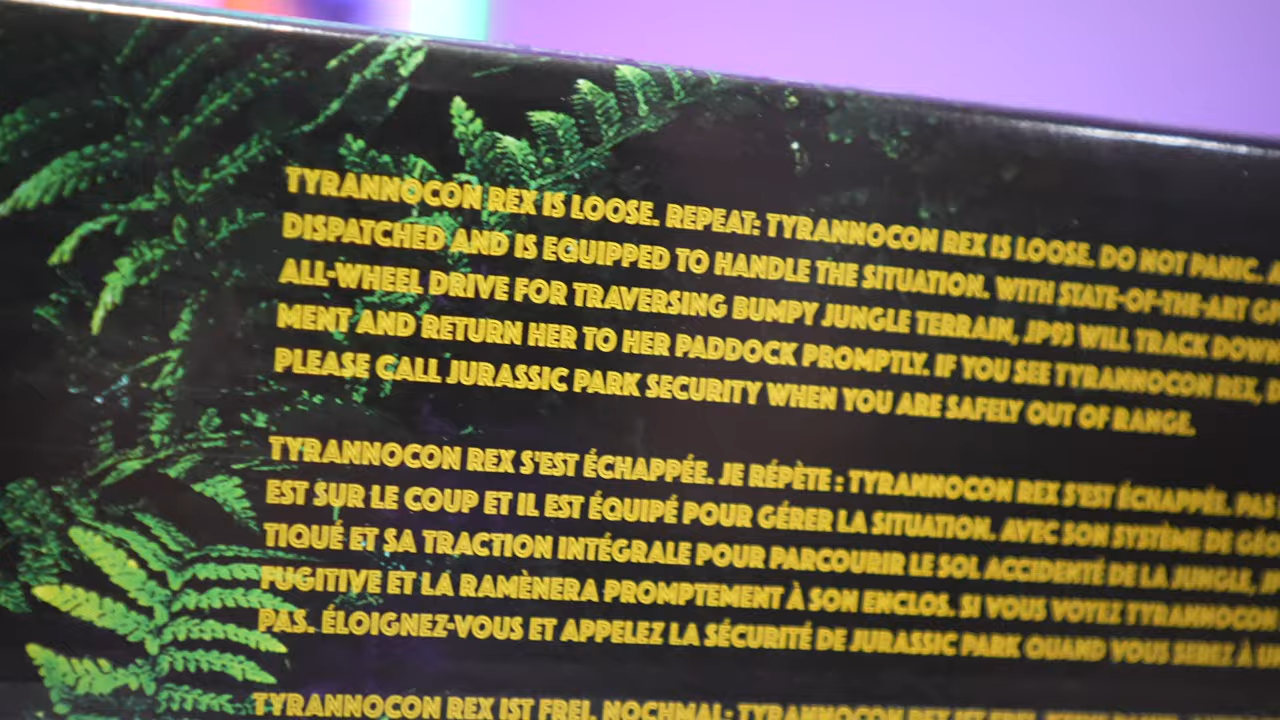 TYRANNOCON REX IS LOOSE. REPEAT: TYRANNOCON REX IS LOOSE. DO NOT PANIC.
DISPATCHED AND IS EQUIPPED TO HANDLE THE SITUATION. WITH STATE-OF-THE-ART
ALL-WHEEL DRIVE FOR TRAVERSING BUMPY JUNGLE TERRAIN, JP93 WILL TRACK DOWN
MENT AND RETURN HER TO HER PADDOCK PROMPTLY. IF YOU SEE TYRANNOCON REX,
PLEASE CALL JURASSIC PARK SECURITY WHEN YOU ARE SAFELY OUT OF RANGE.
TYRANNOCON REX S'EST ÉCHAPPÉE. JE RÉPÈTE : TYRANNOCON REX S'EST ÉCHAPPÉE. PAS
EST SUR LE COUP ET IL EST ÉQUIPÉ POUR GÉRER LA SITUATION. AVEC SON SYSTÈME DE
TIQUÉ ET SA TRACTION INTÉGRALE POUR PARCOURIR LE SOL ACCIDENTÉ DE LA JUNGLE,
FUGITIVE ET LA RAMÈNERA PROMPTEMENT À SON ENCLOS. SI VOUS VOYEZ TYRANNOCON
PAS. ÉLOIGNEZ-VOUS ET APPELEZ LA SÉCURITÉ DE JURASSIC PARK QUAND VOUS SEREZ À
TYRANNOCON REX IST FREI. NOCHMAL: TYRANNOCON REX IST